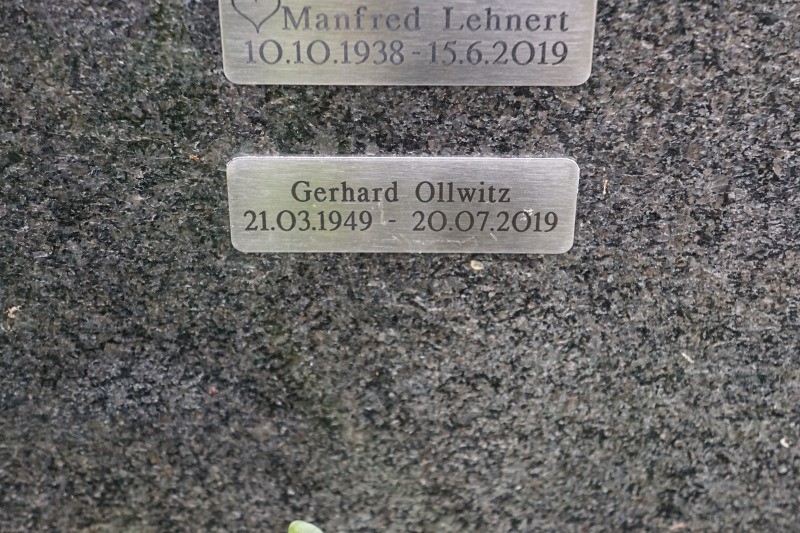 Manfred Lehnert
10.10.1938 - 15.6.2019
Gerhard Ollwitz
21.03.1949 - 20.07.2019